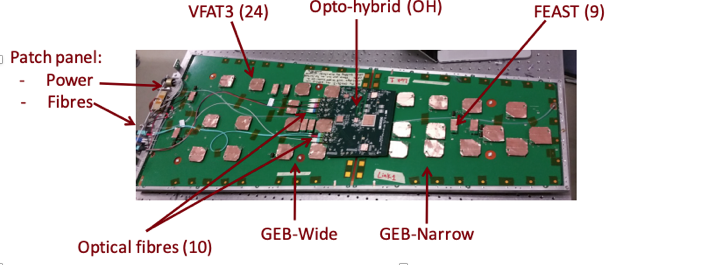 VFAT3 (24)
Opto-hybrid (OH)
FEAST (9)
Patch panel:
- Power
- Fibres
Optical fibres (10)
GEB-Wide
GEB-Narrow